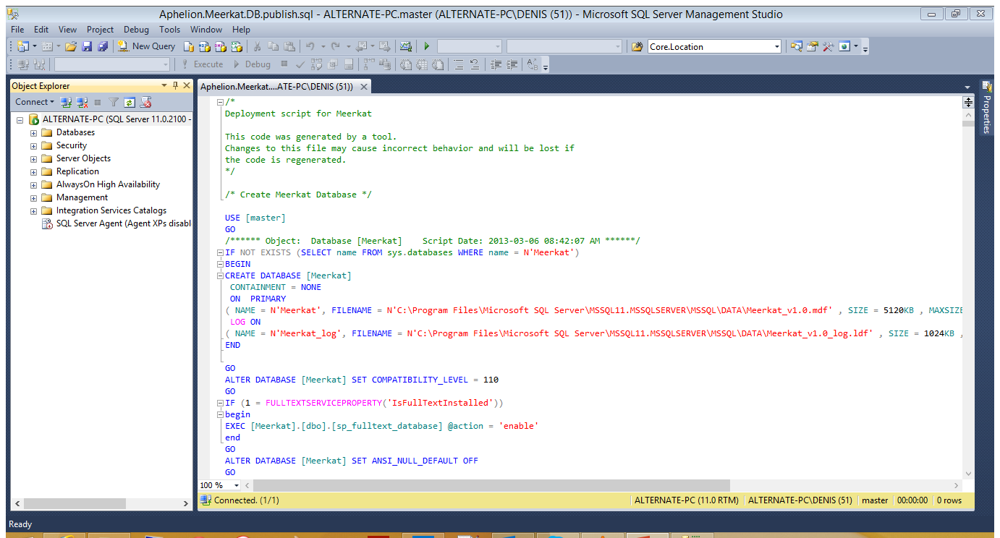 Aphelion.Meerkat.DB.publish.sql - ALTERNATE-PC.master (ALTERNATE-PC\DENIS (51)) - Microsoft SQL Server Management Studio
File Edit View Project Debug Tools Window Help
New Query
Core.Location
Execute Debug
Object Explorer
Connect
ALTERNATE-PC (SQL Server 11.0.2100 -
Databases
Security
Server Objects
Replication
AlwaysOn High Availability
Management
Integration Services Catalogs
SQL Server Agent (Agent XPs disabl
Aphelion.Meerkat....ATE-PC\DENIS (51))
/*
Deployment script for Meerkat
This code was generated by a tool.
Changes to this file may cause incorrect behavior and will be lost if
the code is regenerated.
*/
/* Create Meerkat Database */
USE [master]
GO
/****** Object:  Database [Meerkat]    Script Date: 2013-03-06 08:42:07 AM ******/
IF NOT EXISTS (SELECT name FROM sys.databases WHERE name = N'Meerkat')
BEGIN
CREATE DATABASE [Meerkat]
CONTAINMENT = NONE
ON  PRIMARY
( NAME = N'Meerkat', FILENAME = N'C:\Program Files\Microsoft SQL Server\MSSQL11.MSSQLSERVER\MSSQL\DATA\Meerkat_v1.0.mdf' , SIZE = 5120KB , MAXSIZE
LOG ON
( NAME = N'Meerkat_log', FILENAME = N'C:\Program Files\Microsoft SQL Server\MSSQL11.MSSQLSERVER\MSSQL\DATA\Meerkat_v1.0_log.ldf' , SIZE = 1024KB ,
END
GO
ALTER DATABASE [Meerkat] SET COMPATIBILITY_LEVEL = 110
GO
IF (1 = FULLTEXTSERVICEPROPERTY('IsFullTextInstalled'))
begin
EXEC [Meerkat].[dbo].[sp_fulltext_database] @action = 'enable'
end
GO
ALTER DATABASE [Meerkat] SET ANSI_NULL_DEFAULT OFF
GO
100 %
Connected. (1/1)
ALTERNATE-PC (11.0 RTM) ALTERNATE-PC\DENIS (51) master 00:00:00 0 rows
Properties
Ready